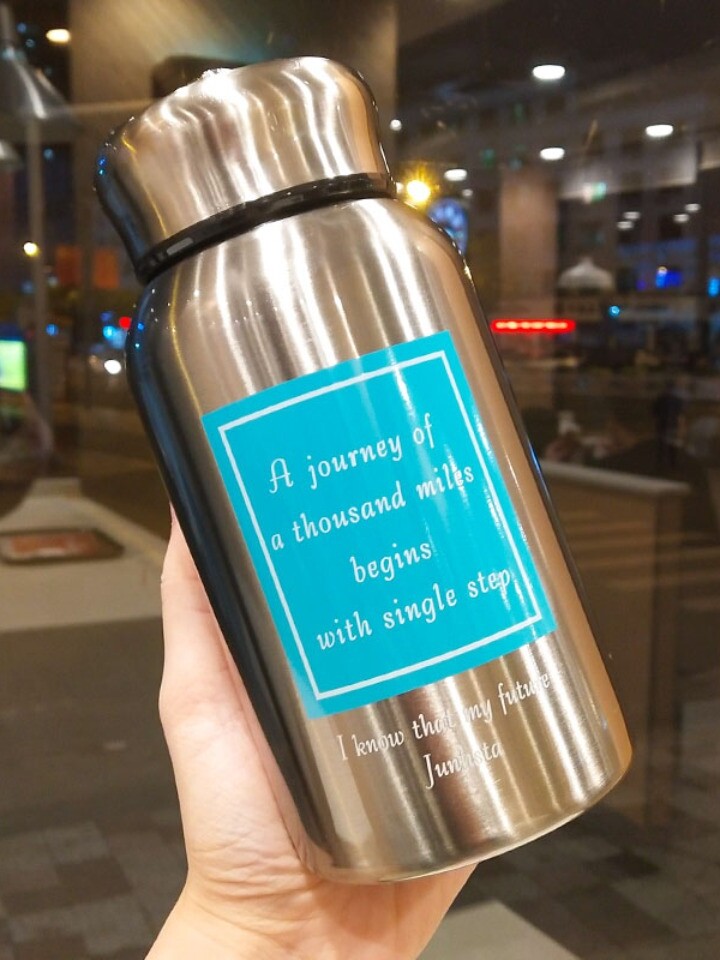 A journey of
a thousand miles
begins
with single step.
I know that my future